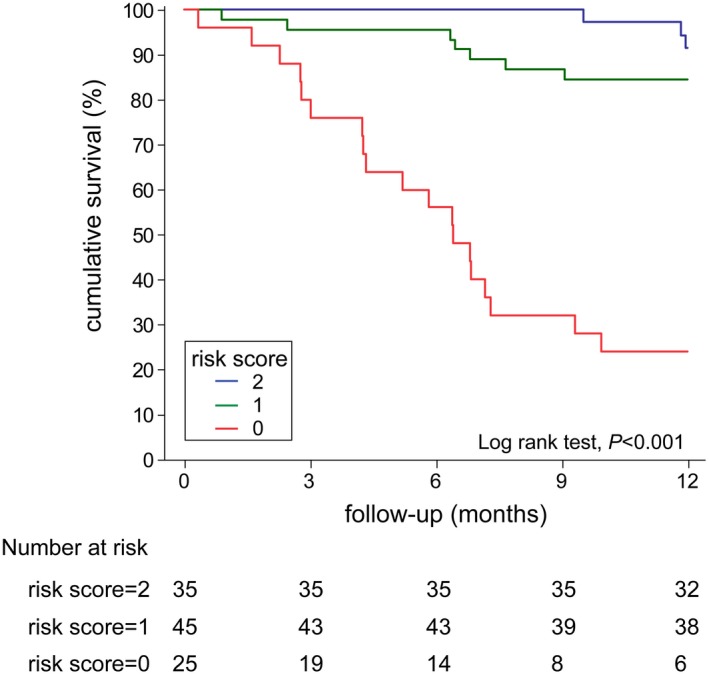 100
90
80
70
60
50
40
30
20
10
0
cumulative survival (%)
risk score
2
1
0
Log rank test, P<0.001
0 3 6 9 12
follow-up (months)
Number at risk
risk score=2 35 35 35 35 32
risk score=1 45 43 43 39 38
risk score=0 25 19 14 8 6